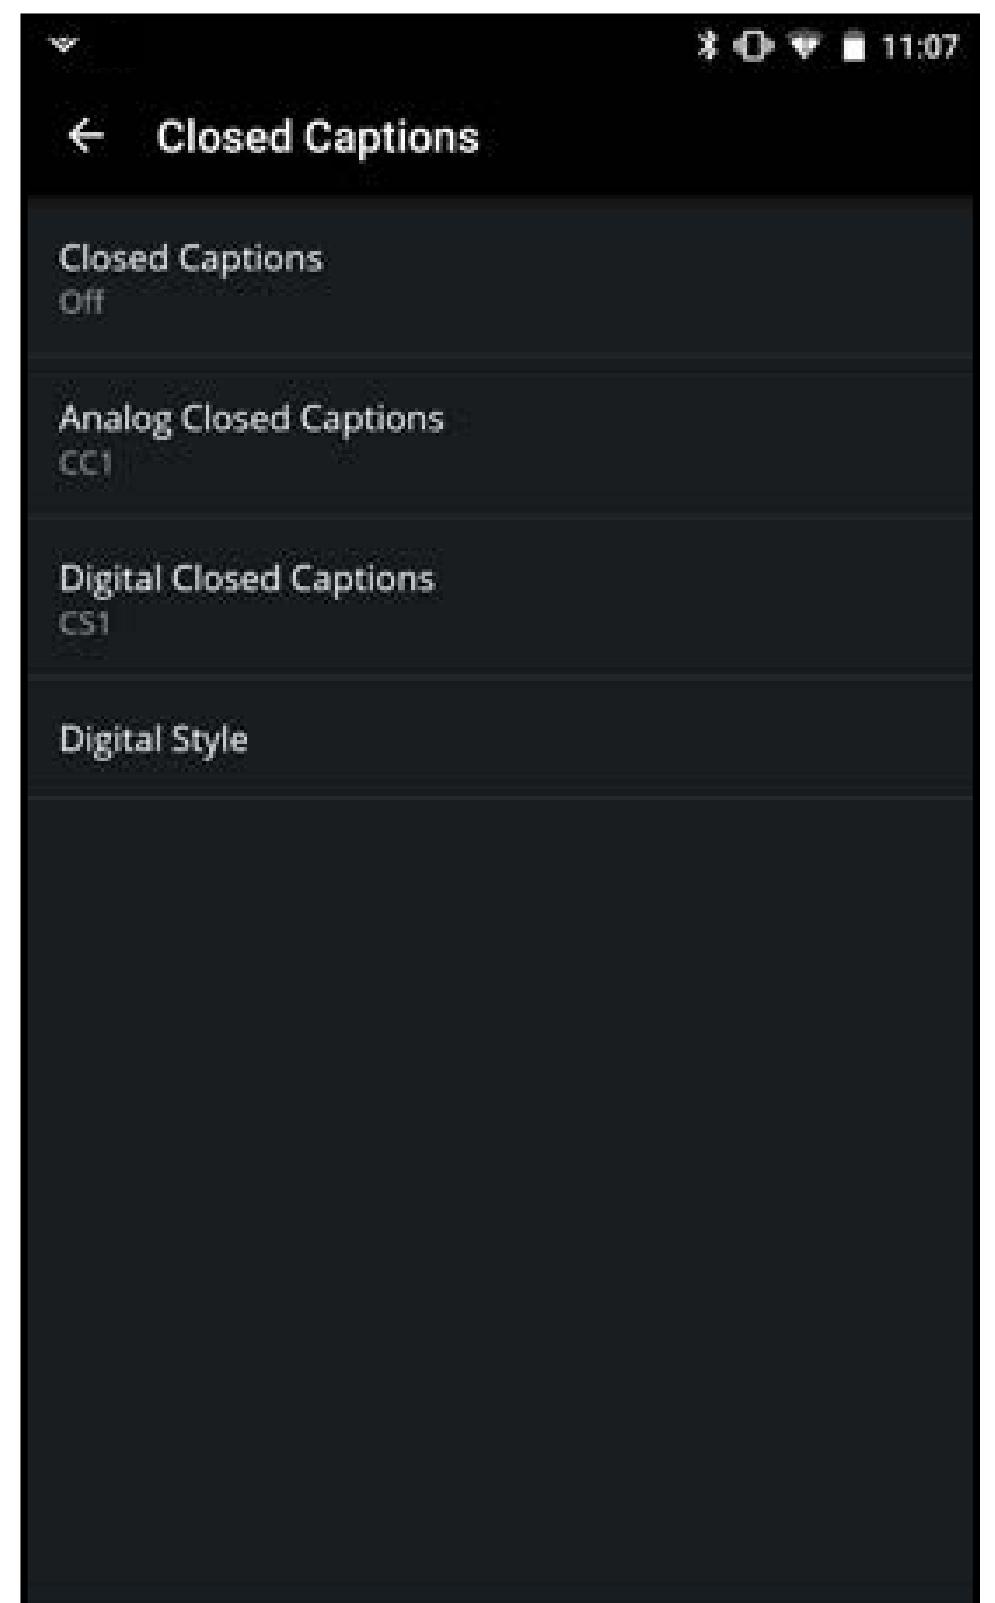 11:07
Closed Captions
Closed Captions
Off
Analog Closed Captions
CC1
Digital Closed Captions
CS1
Digital Style